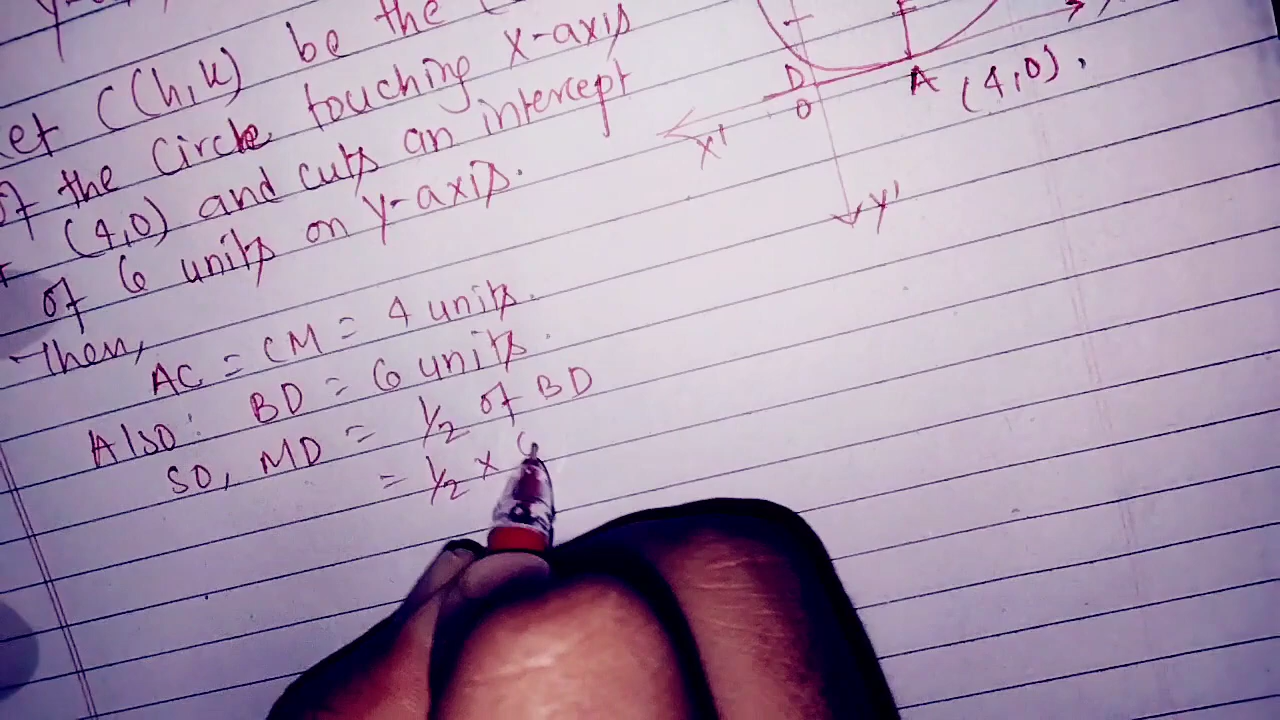 Let C(h,k) be the
of the Circle touching x-axis
(4,0) and cuts an intercept
of 6 units on y-axis.
Then,
AC = CM = 4 units.
Also: BD = 6 units.
SO, MD = 1/2 of BD
= 1/2 x 6
D
O
A (4,0).
x'
y'